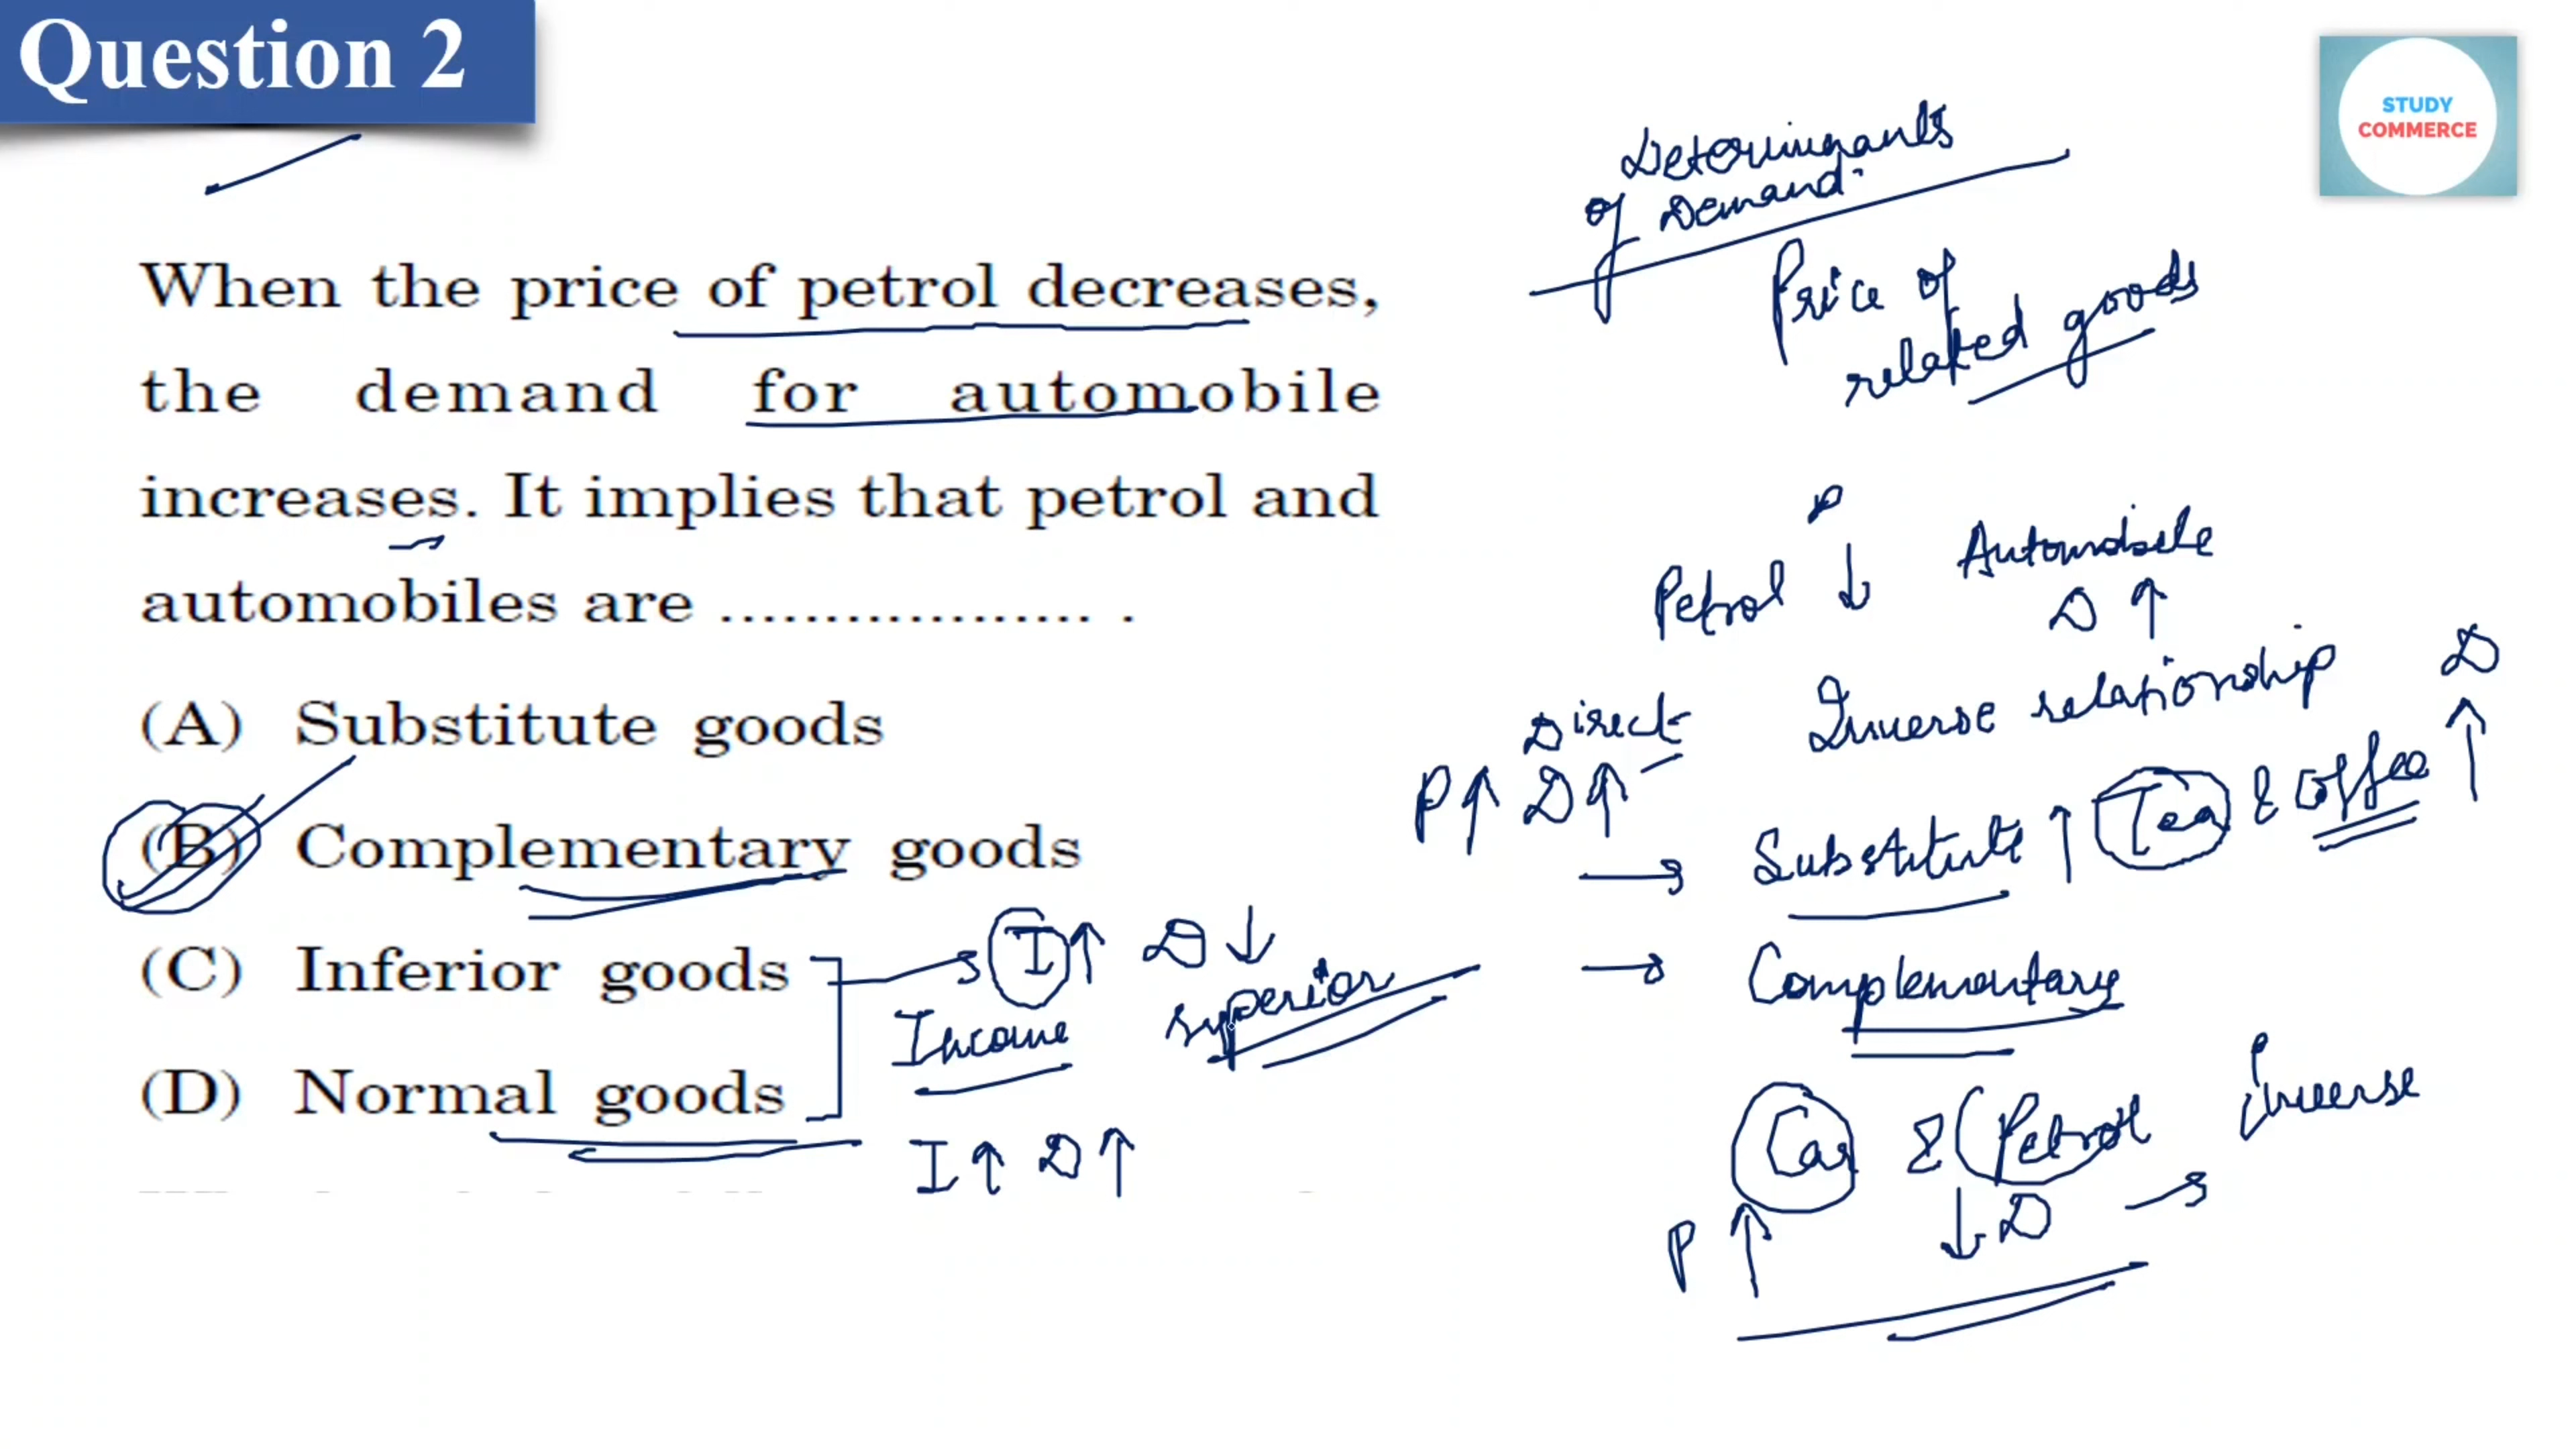 Question 2
STUDY
COMMERCE
When the price of petrol decreases,
the demand for automobile
increases. It implies that petrol and
automobiles are .................. .
(A) Substitute goods
(B) Complementary goods
(C) Inferior goods
(D) Normal goods
I↑ D↓
Income
Superior
I↑ D↑
Determinants
of Demand.
Price of
related goods
P
Petrol ↓ Automobile
D ↑
Inverse relationship
Direct
P↑ D↑
D
→ Substitute ↑ Tea & Coffee ↑
→ Complementary
Car & Petrol
P ↑ ↓ D → Inverse